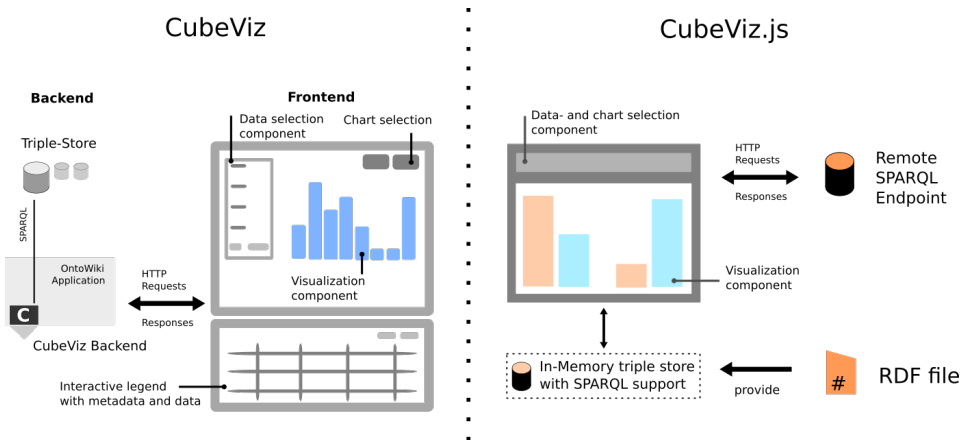 CubeViz
Backend
Frontend
Data selection
component
Chart selection
Triple-Store
SPARQL
OntoWiki
Application
C
CubeViz Backend
HTTP
Requests
Responses
Visualization
component
Interactive legend
with metadata and data
CubeViz.js
Data- and chart selection
component
HTTP
Requests
Responses
Remote
SPARQL
Endpoint
Visualization
component
In-Memory triple store
with SPARQL support
provide
#
RDF file